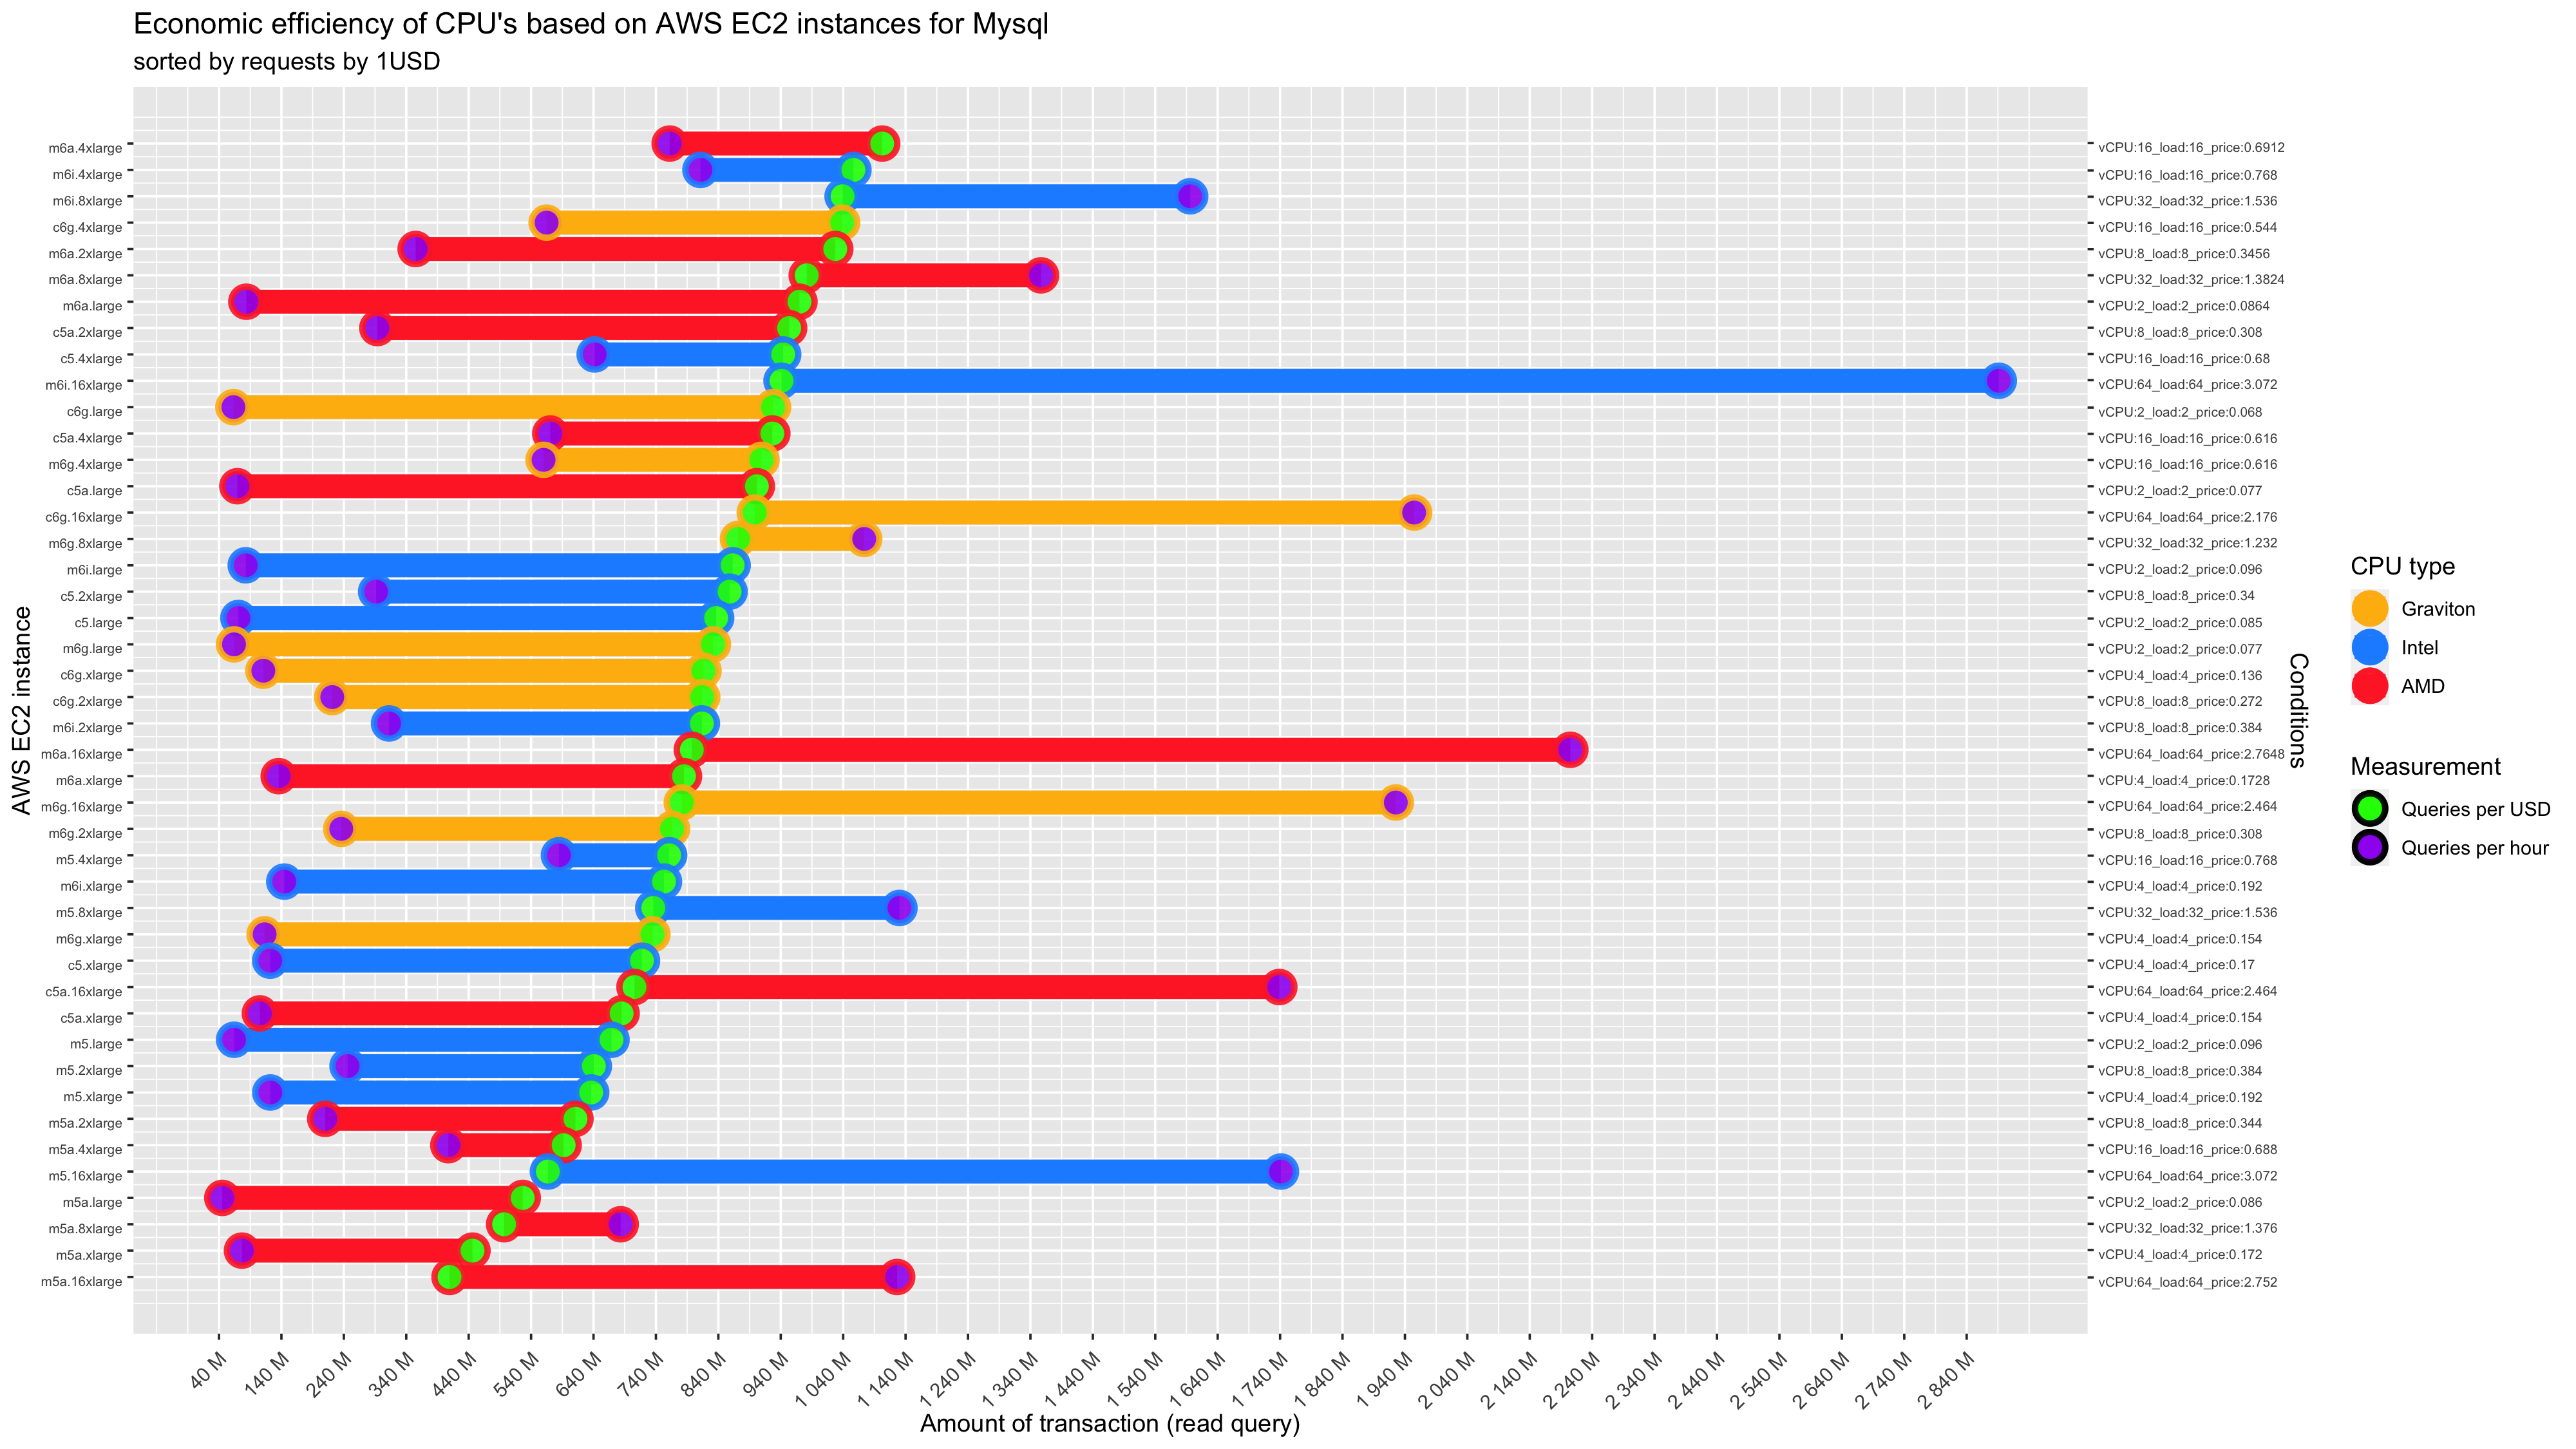 Economic efficiency of CPU's based on AWS EC2 instances for Mysql
sorted by requests by 1USD
AWS EC2 instance
m6a.4xlarge vCPU:16_load:16_price:0.6912
m6i.4xlarge vCPU:16_load:16_price:0.768
m6i.8xlarge vCPU:32_load:32_price:1.536
c6g.4xlarge vCPU:16_load:16_price:0.544
m6a.2xlarge vCPU:8_load:8_price:0.3456
m6a.8xlarge vCPU:32_load:32_price:1.3824
m6a.large vCPU:2_load:2_price:0.0864
c5a.2xlarge vCPU:8_load:8_price:0.308
c5.4xlarge vCPU:16_load:16_price:0.68
m6i.16xlarge vCPU:64_load:64_price:3.072
c6g.large vCPU:2_load:2_price:0.068
c5a.4xlarge vCPU:16_load:16_price:0.616
m6g.4xlarge vCPU:16_load:16_price:0.616
c5a.large vCPU:2_load:2_price:0.077
c6g.16xlarge vCPU:64_load:64_price:2.176
m6g.8xlarge vCPU:32_load:32_price:1.232
m6i.large vCPU:2_load:2_price:0.096
c5.2xlarge vCPU:8_load:8_price:0.34
c5.large vCPU:2_load:2_price:0.085
m6g.large vCPU:2_load:2_price:0.077
c6g.xlarge vCPU:4_load:4_price:0.136
c6g.2xlarge vCPU:8_load:8_price:0.272
m6i.2xlarge vCPU:8_load:8_price:0.384
m6a.16xlarge vCPU:64_load:64_price:2.7648
m6a.xlarge vCPU:4_load:4_price:0.1728
m6g.16xlarge vCPU:64_load:64_price:2.464
m6g.2xlarge vCPU:8_load:8_price:0.308
m5.4xlarge vCPU:16_load:16_price:0.768
m6i.xlarge vCPU:4_load:4_price:0.192
m5.8xlarge vCPU:32_load:32_price:1.536
m6g.xlarge vCPU:4_load:4_price:0.154
c5.xlarge vCPU:4_load:4_price:0.17
c5a.16xlarge vCPU:64_load:64_price:2.464
c5a.xlarge vCPU:4_load:4_price:0.154
m5.large vCPU:2_load:2_price:0.096
m5.2xlarge vCPU:8_load:8_price:0.384
m5.xlarge vCPU:4_load:4_price:0.192
m5a.2xlarge vCPU:8_load:8_price:0.344
m5a.4xlarge vCPU:16_load:16_price:0.688
m5.16xlarge vCPU:64_load:64_price:3.072
m5a.large vCPU:2_load:2_price:0.086
m5a.8xlarge vCPU:32_load:32_price:1.376
m5a.xlarge vCPU:4_load:4_price:0.172
m5a.16xlarge vCPU:64_load:64_price:2.752
40 M 140 M 240 M 340 M 440 M 540 M 640 M 740 M 840 M 940 M 1 040 M 1 140 M 1 240 M 1 340 M 1 440 M 1 540 M 1 640 M 1 740 M 1 840 M 1 940 M 2 040 M 2 140 M 2 240 M 2 340 M 2 440 M 2 540 M 2 640 M 2 740 M 2 840 M
Amount of transaction (read query)
Conditions
CPU type
Graviton
Intel
AMD
Measurement
Queries per USD
Queries per hour